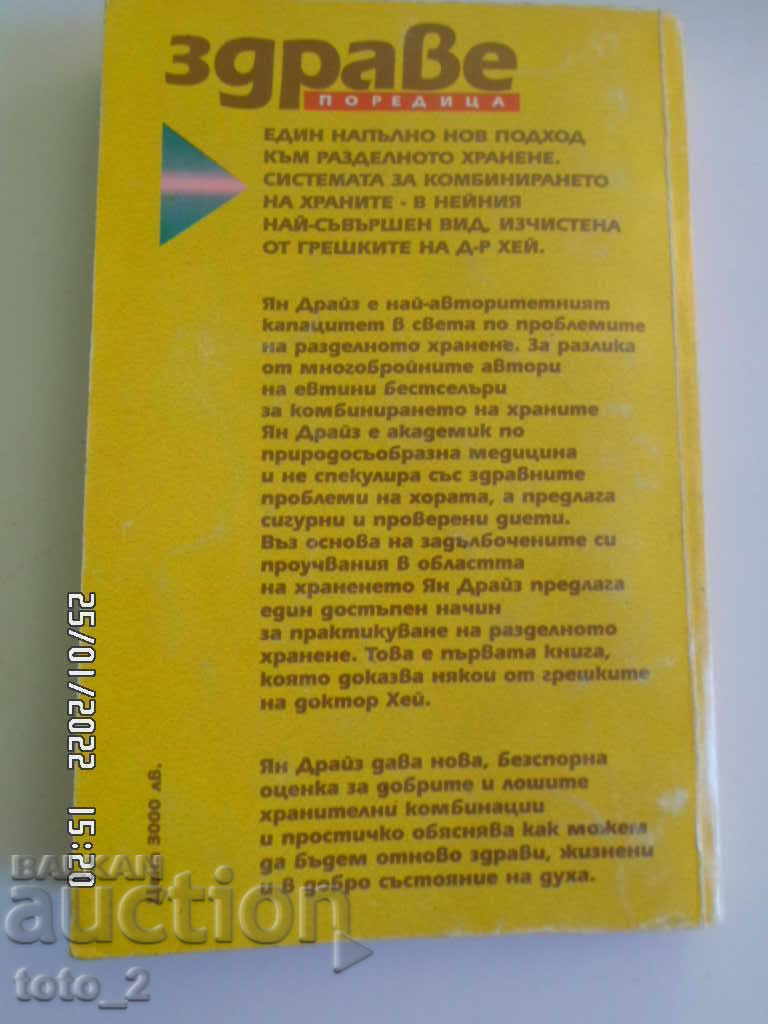 здраве
ПОРЕДИЦА
ЕДИН НАПЪЛНО НОВ ПОДХОД
КЪМ РАЗДЕЛНОТО ХРАНЕНЕ.
СИСТЕМАТА ЗА КОМБИНИРАНЕТО
НА ХРАНИТЕ - В НЕЙНИЯ
НАЙ-СЪВЪРШЕН ВИД, ИЗЧИСТЕНА
ОТ ГРЕШКИТЕ НА Д-Р ХЕЙ.
Ян Драйз е най-авторитетният
капацитет в света по проблемите
на разделното хранене. За разлика
от многобройните автори
на евтини бестселъри
за комбинирането на храните
Ян Драйз е академик по
природосъобразна медицина
и не спекулира със здравните
проблеми на хората, а предлага
сигурни и проверени диети.
Въз основа на задълбочените си
проучвания в областта
на храненето Ян Драйз предлага
един достъпен начин
за практикуване на разделното
хранене. Това е първата книга,
която доказва някои от грешките
на доктор Хей.
Ян Драйз дава нова, безспорна
оценка за добрите и лошите
хранителни комбинации
и простичко обяснява как можем
да бъдем отново здрави, жизнени
и в добро състояние на духа.
3000 лв.
25/01/2022 15:20
БАЛКАН
auction
toto_2